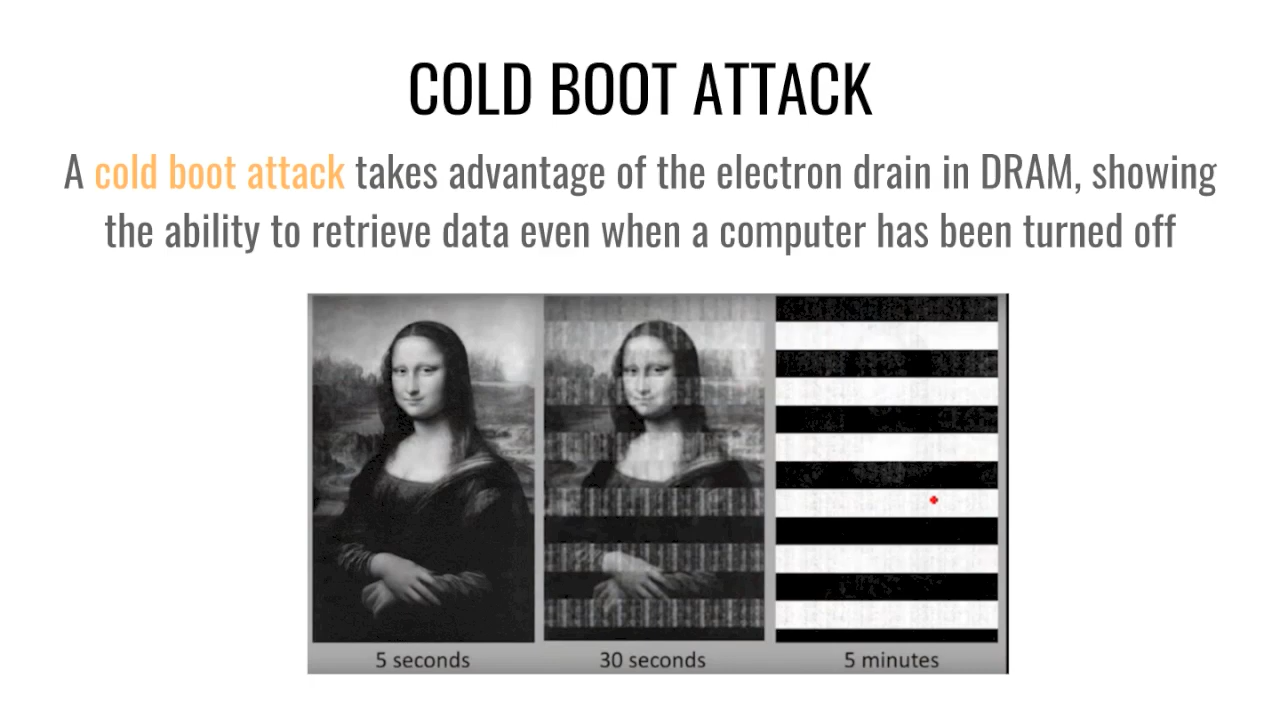 COLD BOOT ATTACK
A cold boot attack takes advantage of the electron drain in DRAM, showing
the ability to retrieve data even when a computer has been turned off
5 seconds
30 seconds
5 minutes